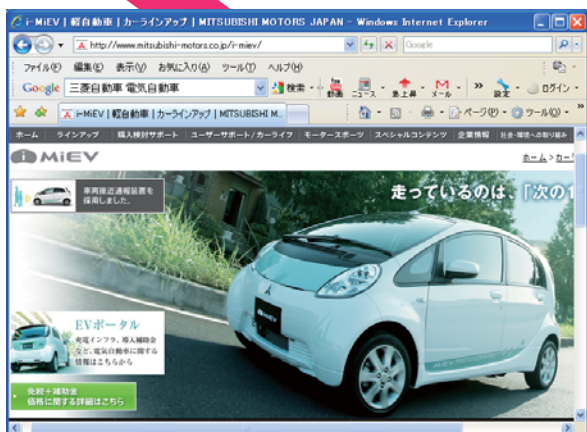 i-MiEV | 軽自動車 | カーラインアップ | MITSUBISHI MOTORS JAPAN - Windows Internet Explorer
http://www.mitsubishi-motors.co.jp/i-miev/
Google
ファイル(F) 編集(E) 表示(V) お気に入り(A) ツール(T) ヘルプ(H)
Google 三菱自動車 電気自動車 検索 動画 ニュース 急上昇 メール » 設定 ログイン
i-MiEV | 軽自動車 | カーラインアップ | MITSUBISHI M... ページ(P) ツール(O) »
ホーム ラインアップ 購入検討サポート ユーザーサポート/カーライフ モータースポーツ スペシャルコンテンツ 企業情報 社会・環境への取り組み
i MiEV
ホーム > カー
車両接近通報装置を
採用しました。
走っているのは、「次の1
EVポータル
充電インフラ、導入補助金
など、電気自動車に関する
情報はこちらから
免税+補助金
価格に関する詳細はこちら
MiEV